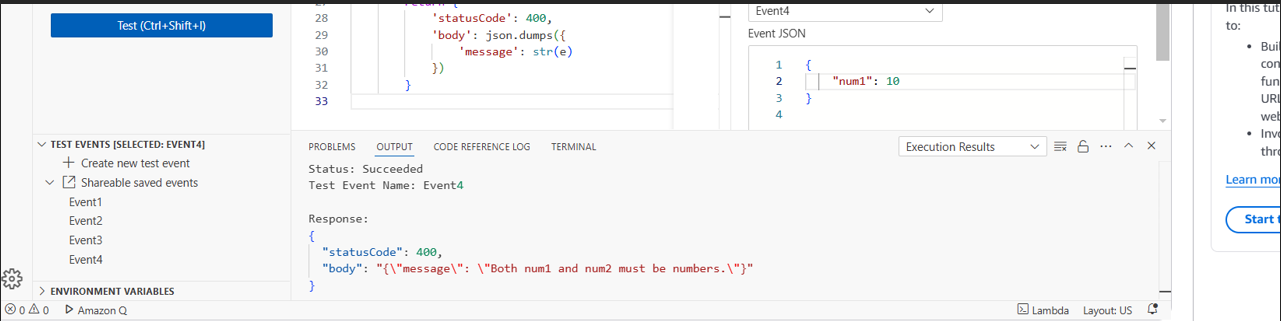 Test (Ctrl+Shift+I)
TEST EVENTS [SELECTED: EVENT4]
Create new test event
Shareable saved events
Event1
Event2
Event3
Event4
ENVIRONMENT VARIABLES
28 'statusCode': 400,
29 'body': json.dumps({
30 'message': str(e)
31 })
32 }
33
Event4
Event JSON
1 {
2 "num1": 10
3 }
4
PROBLEMS OUTPUT CODE REFERENCE LOG TERMINAL
Execution Results
Status: Succeeded
Test Event Name: Event4
Response:
{
"statusCode": 400,
"body": "{\"message\": \"Both num1 and num2 must be numbers.\"}"
}
In this tut
to:
• Buil
con
fun
URL
web
• Invo
thro
Learn mor
Start t
0 0 Amazon Q
Lambda Layout: US